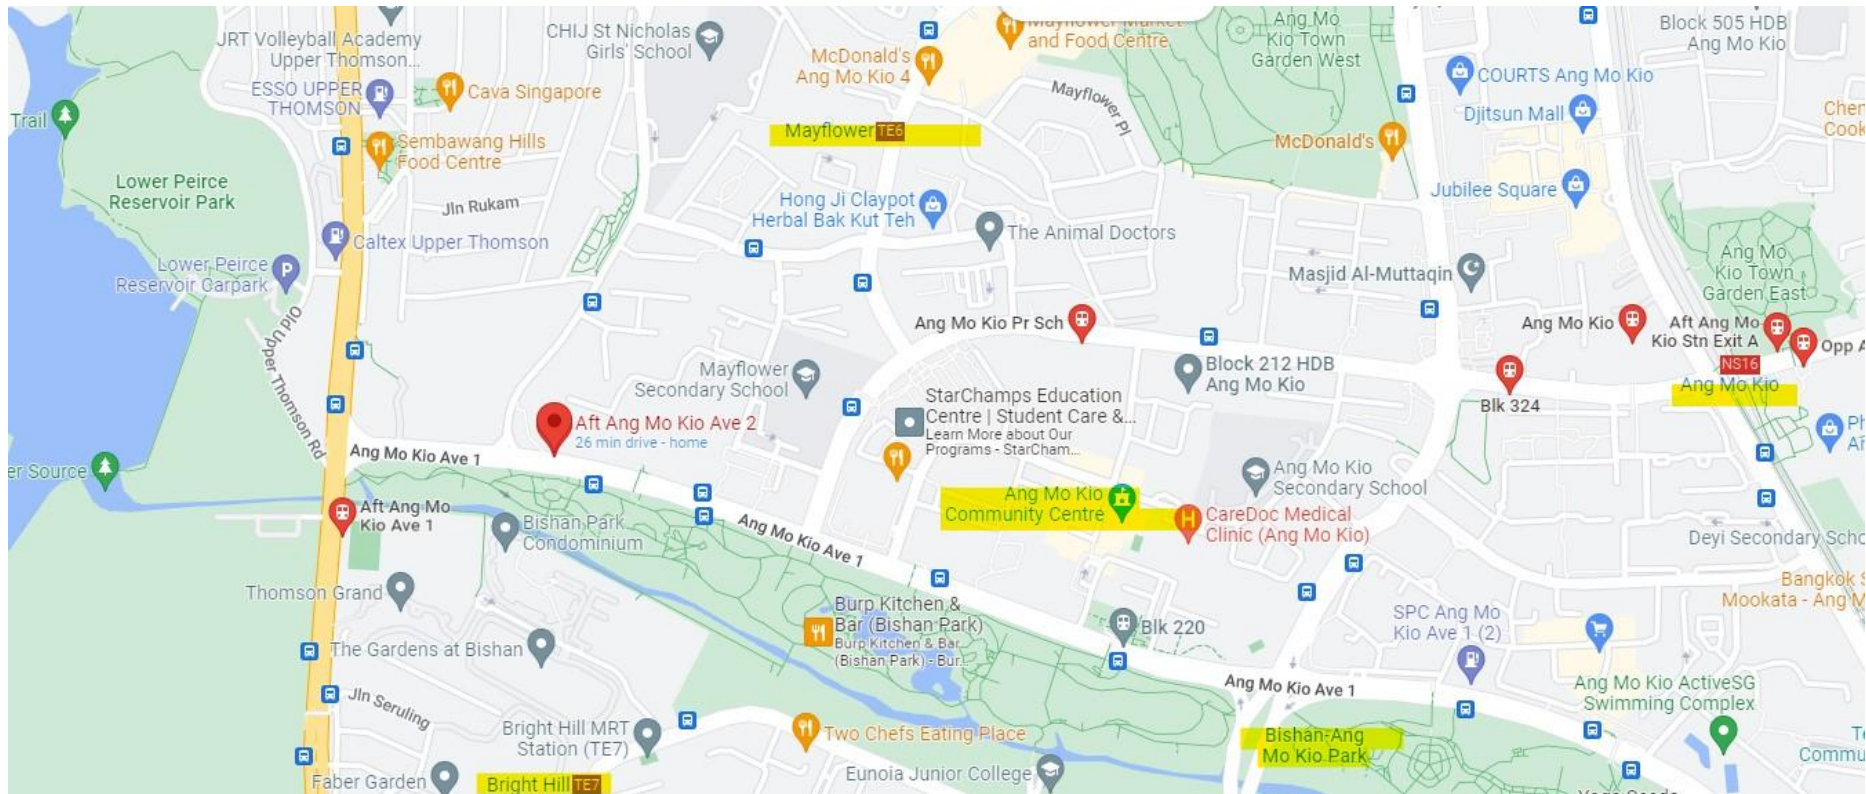 Mayflower Market
and Food Centre
Ang Mo
Kio Town
Garden West
Block 505 HDB
Ang Mo Kio
CHIJ St Nicholas
Girls' School
JRT Volleyball Academy
Upper Thomson...
McDonald's
Ang Mo Kio 4
COURTS Ang Mo Kio
ESSO UPPER
THOMSON
Cava Singapore
Mayflower Pl
Djitsun Mall
Trail
Mayflower TE6
McDonald's
Sembawang Hills
Food Centre
Lower Peirce
Reservoir Park
Jln Rukam
Hong Ji Claypot
Herbal Bak Kut Teh
Jubilee Square
The Animal Doctors
Caltex Upper Thomson
Lower Peirce
Reservoir Carpark
P
Masjid Al-Muttaqin
Ang Mo
Kio Town
Garden East
Old Upper Thomson Rd
Ang Mo Kio Pr Sch
Ang Mo Kio
Aft Ang Mo
Kio Stn Exit A
Opp A
NS16
Ang Mo Kio
Mayflower
Secondary School
Block 212 HDB
Ang Mo Kio
Blk 324
StarChamps Education
Centre | Student Care &...
Learn More about Our
Programs - StarCham...
Aft Ang Mo Kio Ave 2
26 min drive - home
Ang Mo Kio Ave 1
er Source
Ang Mo Kio
Community Centre
Ang Mo Kio
Secondary School
H
CareDoc Medical
Clinic (Ang Mo Kio)
Aft Ang Mo
Kio Ave 1
Bishan Park
Condominium
Ang Mo Kio Ave 1
Deyi Secondary Scho
Thomson Grand
Bangkok S
Mookata - Ang M
Burp Kitchen &
Bar (Bishan Park)
Burp Kitchen & Bar
(Bishan Park) - Bur...
Blk 220
SPC Ang Mo
Kio Ave 1 (2)
The Gardens at Bishan
Ang Mo Kio Ave 1
Jln Seruling
Ang Mo Kio ActiveSG
Swimming Complex
Bright Hill MRT
Station (TE7)
Two Chefs Eating Place
Bishan-Ang
Mo Kio Park
Commu
Eunoia Junior College
Faber Garden
Bright Hill TE7